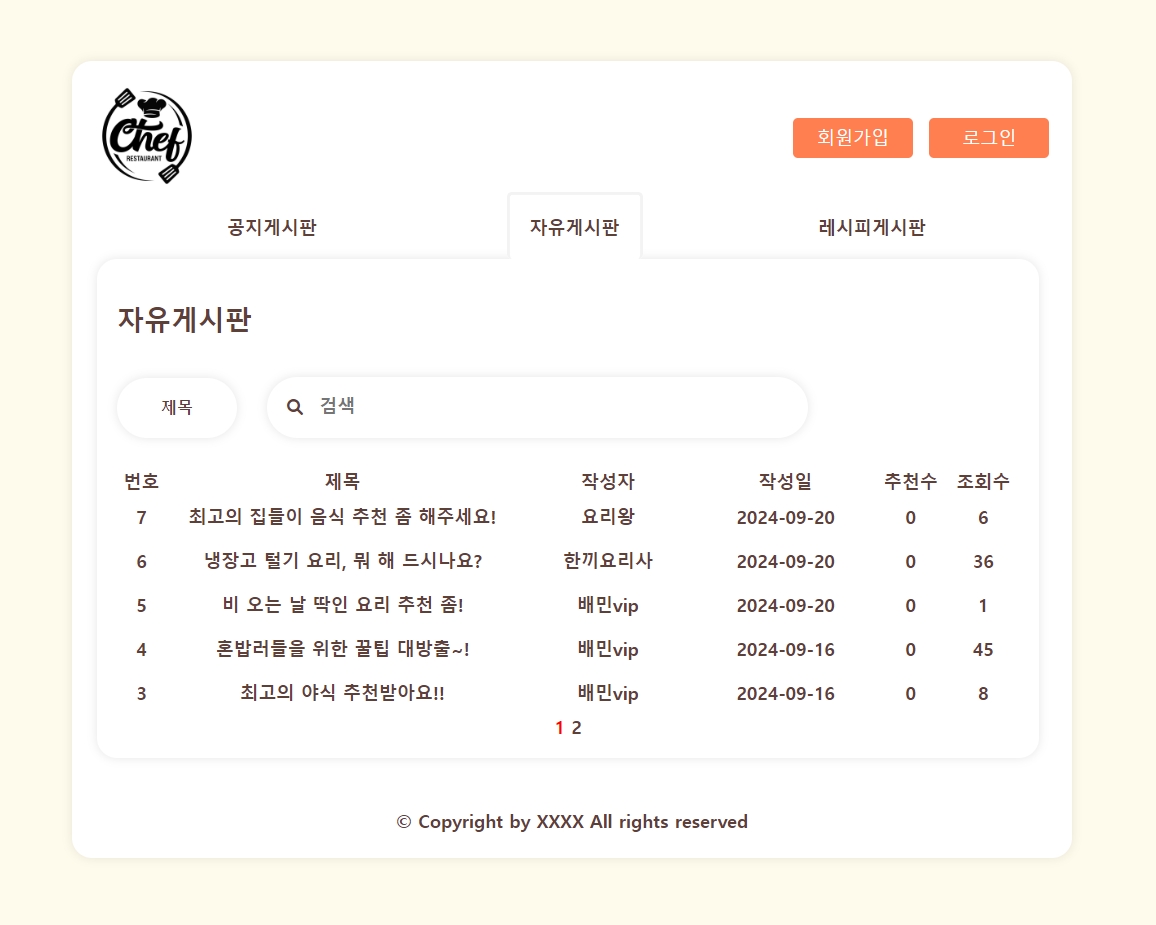 Chef
RESTAURANT
회원가입 로그인
공지게시판 자유게시판 레시피게시판
자유게시판
제목 검색
번호 제목 작성자 작성일 추천수 조회수
7 최고의 집들이 음식 추천 좀 해주세요! 요리왕 2024-09-20 0 6
6 냉장고 털기 요리, 뭐 해 드시나요? 한끼요리사 2024-09-20 0 36
5 비 오는 날 딱인 요리 추천 좀! 배민vip 2024-09-20 0 1
4 혼밥러들을 위한 꿀팁 대방출~! 배민vip 2024-09-16 0 45
3 최고의 야식 추천받아요!! 배민vip 2024-09-16 0 8
1 2
© Copyright by XXXX All rights reserved